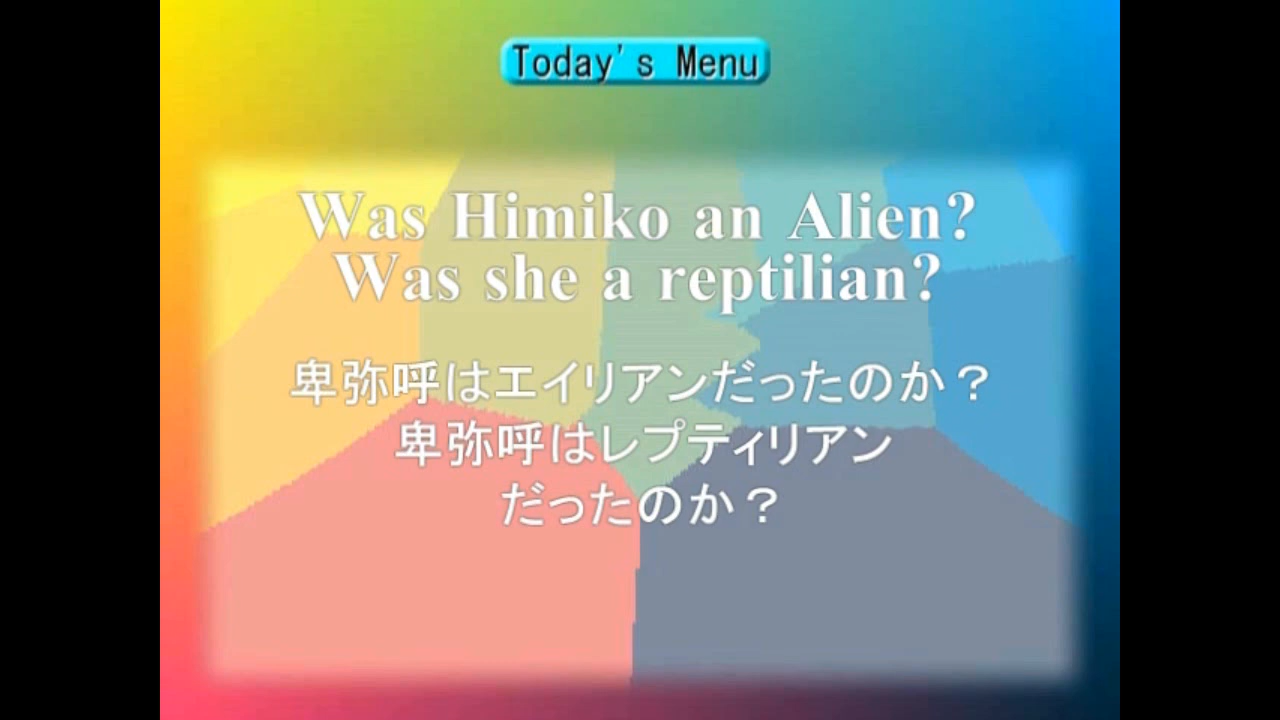 Today's Menu
Was Himiko an Alien?
Was she a reptilian?
卑弥呼はエイリアンだったのか？
卑弥呼はレプティリアン
だったのか？